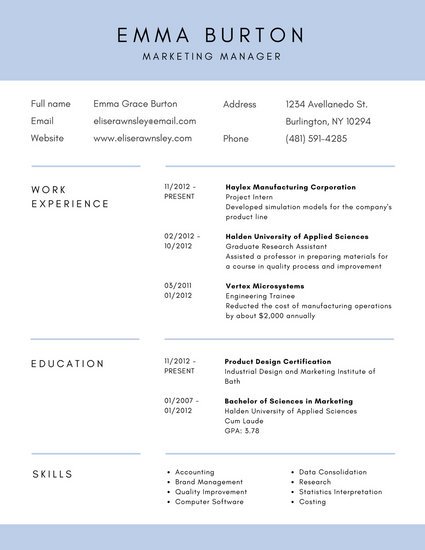 EMMA BURTON
MARKETING MANAGER
Full name Emma Grace Burton
Email eliserawnsley@email.com
Website www.eliserawnsley.com
Address 1234 Avellanedo St.
Burlington, NY 10294
Phone (481) 591-4285
WORK
EXPERIENCE
11/2012 -
PRESENT
Haylex Manufacturing Corporation
Project Intern
Developed simulation models for the company's
product line
02/2012 -
10/2012
Halden University of Applied Sciences
Graduate Research Assistant
Assisted a professor in preparing materials for
a course in quality process and improvement
03/2011
01/2012
Vertex Microsystems
Engineering Trainee
Reducted the cost of manufacturing operations
by about $2,000 annually
EDUCATION
11/2012 -
PRESENT
Product Design Certification
Industrial Design and Marketing Institute of
Bath
01/2007 -
01/2012
Bachelor of Sciences in Marketing
Halden University of Applied Sciences
Cum Laude
GPA: 3.78
SKILLS
• Accounting
• Brand Management
• Quality Improvement
• Computer Software
• Data Consolidation
• Research
• Statistics Interpretation
• Costing